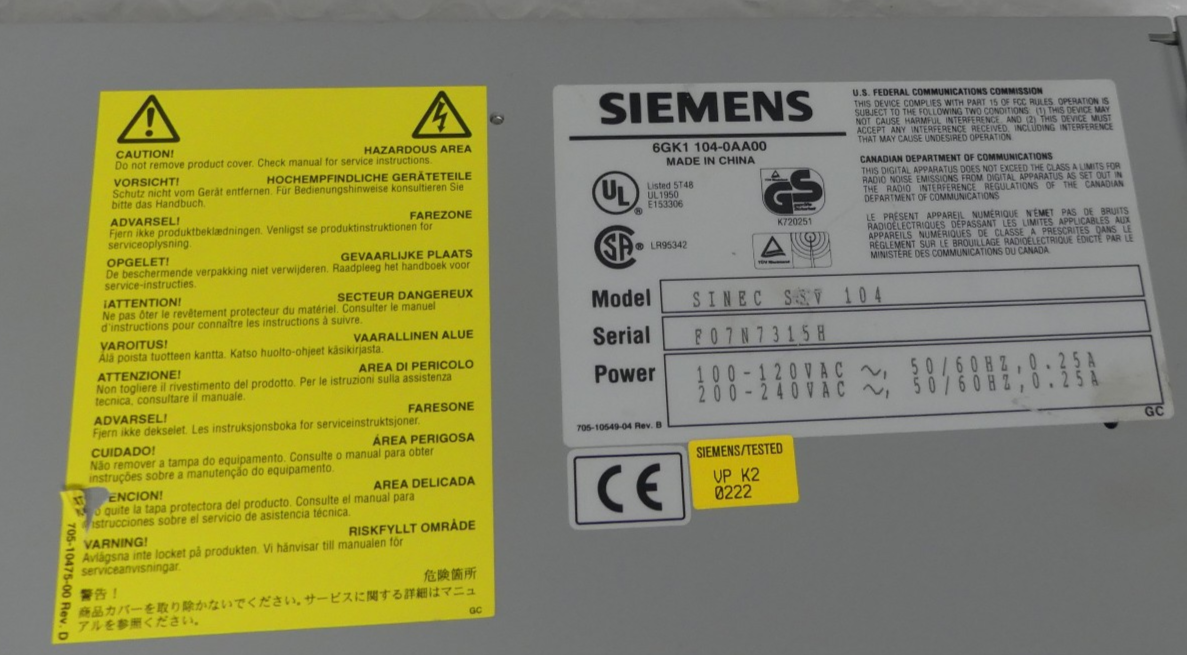 CAUTION! HAZARDOUS AREA
Do not remove product cover. Check manual for service instructions.
VORSICHT! HOCHEMPFINDLICHE GERÄTETEILE
Schutz nicht vom Gerät entfernen. Für Bedienungshinweise konsultieren Sie
bitte das Handbuch.
ADVARSEL! FAREZONE
Fjern ikke produktbeklædningen. Venligst se produktinstruktionen for
serviceoplysning.
OPGELET! GEVAARLIJKE PLAATS
De beschermende verpakking niet verwijderen. Raadpleeg het handboek voor
service-instructies.
¡ATTENTION! SECTEUR DANGEREUX
Ne pas ôter le revêtement protecteur du matériel. Consulter le manuel
d'instructions pour connaître les instructions à suivre.
VAROITUS! VAARALLINEN ALUE
Älä poista tuotteen kantta. Katso huolto-ohjeet käsikirjasta.
ATTENZIONE! AREA DI PERICOLO
Non togliere il rivestimento del prodotto. Per le istruzioni sulla assistenza
tecnica, consultare il manuale.
ADVARSEL! FARESONE
Fjern ikke dekselet. Les instruksjonsboka for serviceinstruktsjoner.
CUIDADO! ÁREA PERIGOSA
Não remover a tampa do equipamento. Consulte o manual para obter
instruções sobre a manutenção do equipamento.
ENCION! AREA DELICADA
o quite la tapa protectora del producto. Consulte el manual para
istrucciones sobre el servicio de asistencia técnica.
VARNING! RISKFYLLT OMRÅDE
Avlägsna inte locket på produkten. Vi hänvisar till manualen för
serviceanvisningar.
警告! 危険箇所
商品カバーを取り除かないでください。サービスに関する詳細はマニュ
アルを参照ください。
GC
705-10475-00 Rev. D
SIEMENS
6GK1 104-0AA00
MADE IN CHINA
UL
Listed 5T48
UL1950
E153306
GS
K720251
SA
LR95342
U.S. FEDERAL COMMUNICATIONS COMMISSION
THIS DEVICE COMPLIES WITH PART 15 OF FCC RULES. OPERATION IS
SUBJECT TO THE FOLLOWING TWO CONDITIONS: (1) THIS DEVICE MAY
NOT CAUSE HARMFUL INTERFERENCE, AND (2) THIS DEVICE MUST
ACCEPT ANY INTERFERENCE RECEIVED, INCLUDING INTERFERENCE
THAT MAY CAUSE UNDESIRED OPERATION.
CANADIAN DEPARTMENT OF COMMUNICATIONS
THIS DIGITAL APPARATUS DOES NOT EXCEED THE CLASS A LIMITS FOR
RADIO NOISE EMISSIONS FROM DIGITAL APPARATUS AS SET OUT IN
THE RADIO INTERFERENCE REGULATIONS OF THE CANADIAN
DEPARTMENT OF COMMUNICATIONS
LE PRÉSENT APPAREIL NUMÉRIQUE N'ÉMET PAS DE BRUITS
RADIOÉLECTRIQUES DÉPASSANT LES LIMITES APPLICABLES AUX
APPAREILS NUMÉRIQUES DE CLASSE A PRESCRITES DANS LE
RÈGLEMENT SUR LE BROUILLAGE RADIOÉLECTRIQUE ÉDICTÉ PAR LE
MINISTÈRE DES COMMUNICATIONS DU CANADA
Model SINEC SSV 104
Serial F07N7315H
Power 100-120VAC ~, 50/60HZ,0.25A
200-240VAC ~, 50/60HZ,0.25A
705-10549-04 Rev. B
GC
CE
SIEMENS/TESTED
VP K2
0222